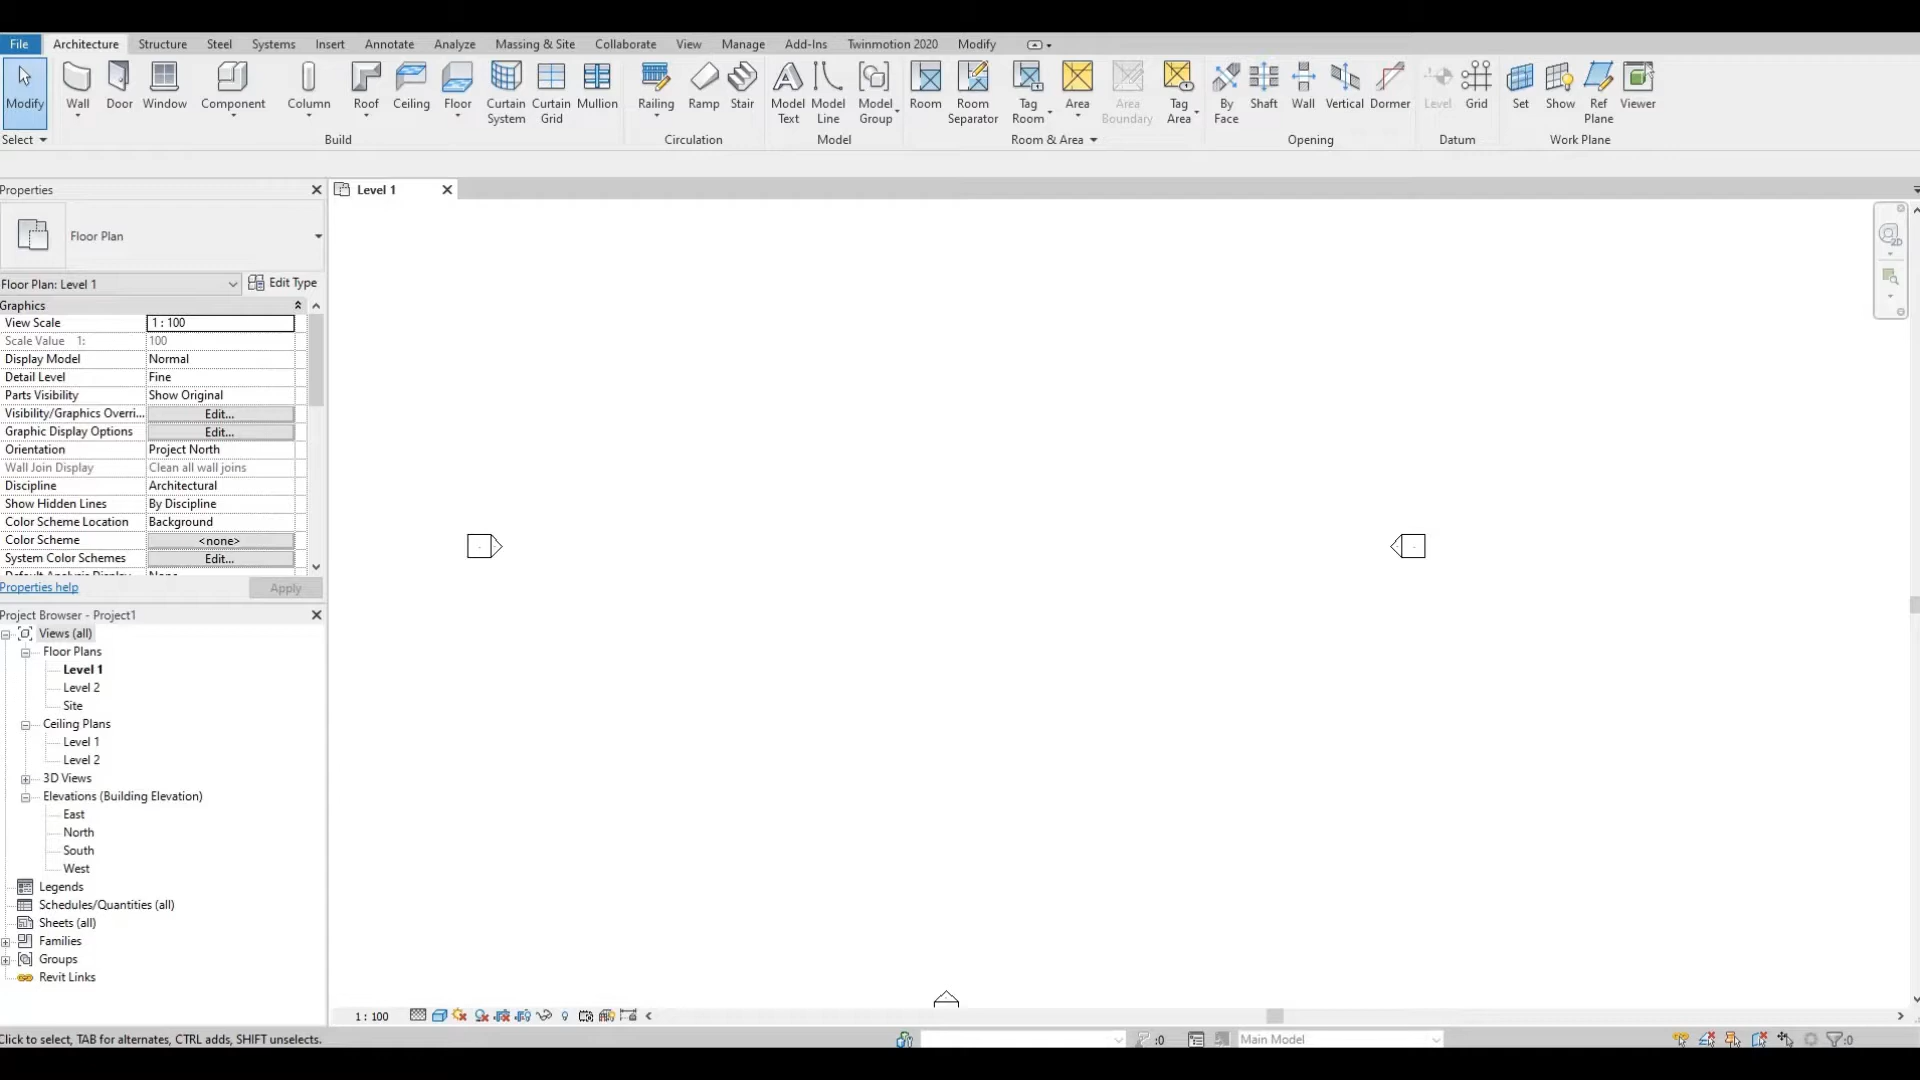 File Architecture Structure Steel Systems Insert Annotate Analyze Massing & Site Collaborate View Manage Add-Ins Twinmotion 2020 Modify
Modify Wall Door Window Component Column Roof Ceiling Floor Curtain System Curtain Grid Mullion Railing Ramp Stair Model Text Model Line Model Group Room Room Separator Tag Room Area Area Boundary Tag Area By Face Shaft Wall Vertical Dormer Level Grid Set Show Ref Plane Viewer
Select Build Circulation Model Room & Area Opening Datum Work Plane
Properties
Level 1
2D
Floor Plan
Floor Plan: Level 1 Edit Type
Graphics
View Scale 1 : 100
Scale Value 1: 100
Display Model Normal
Detail Level Fine
Parts Visibility Show Original
Visibility/Graphics Overri... Edit...
Graphic Display Options Edit...
Orientation Project North
Wall Join Display Clean all wall joins
Discipline Architectural
Show Hidden Lines By Discipline
Color Scheme Location Background
Color Scheme <none>
System Color Schemes Edit...
Default Analysis Display None
Properties help Apply
Project Browser - Project1
Views (all)
Floor Plans
Level 1
Level 2
Site
Ceiling Plans
Level 1
Level 2
3D Views
Elevations (Building Elevation)
East
North
South
West
Legends
Schedules/Quantities (all)
Sheets (all)
Families
Groups
Revit Links
1 : 100
Click to select, TAB for alternates, CTRL adds, SHIFT unselects. :0 Main Model :0